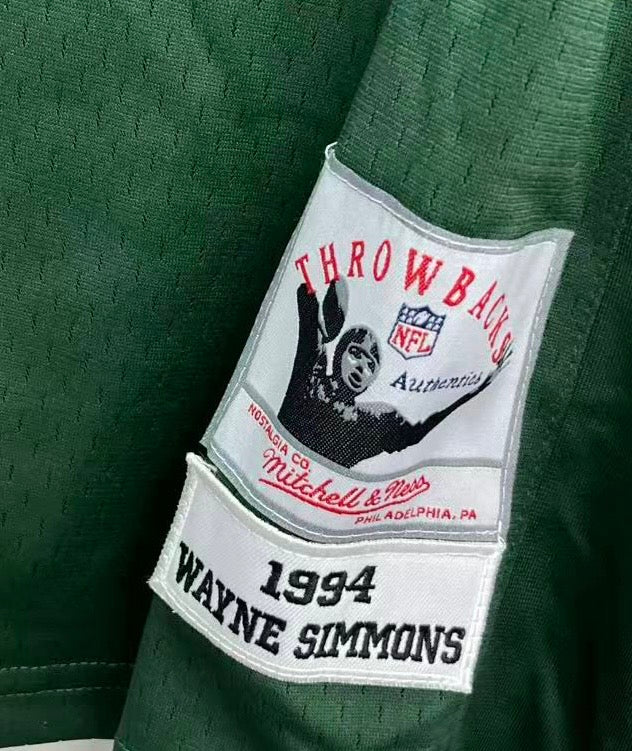 THROWBACKS
NFL
Authentics
NOSTALGIA CO.
Mitchell & Ness
PHILADELPHIA, PA
1994
WAYNE SIMMONS